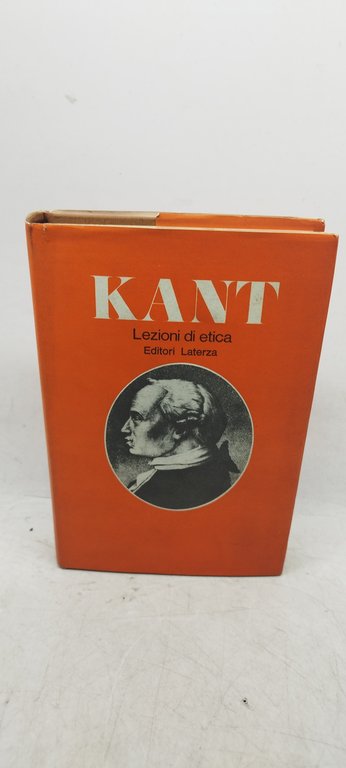 KANT
Lezioni di etica
Editori Laterza